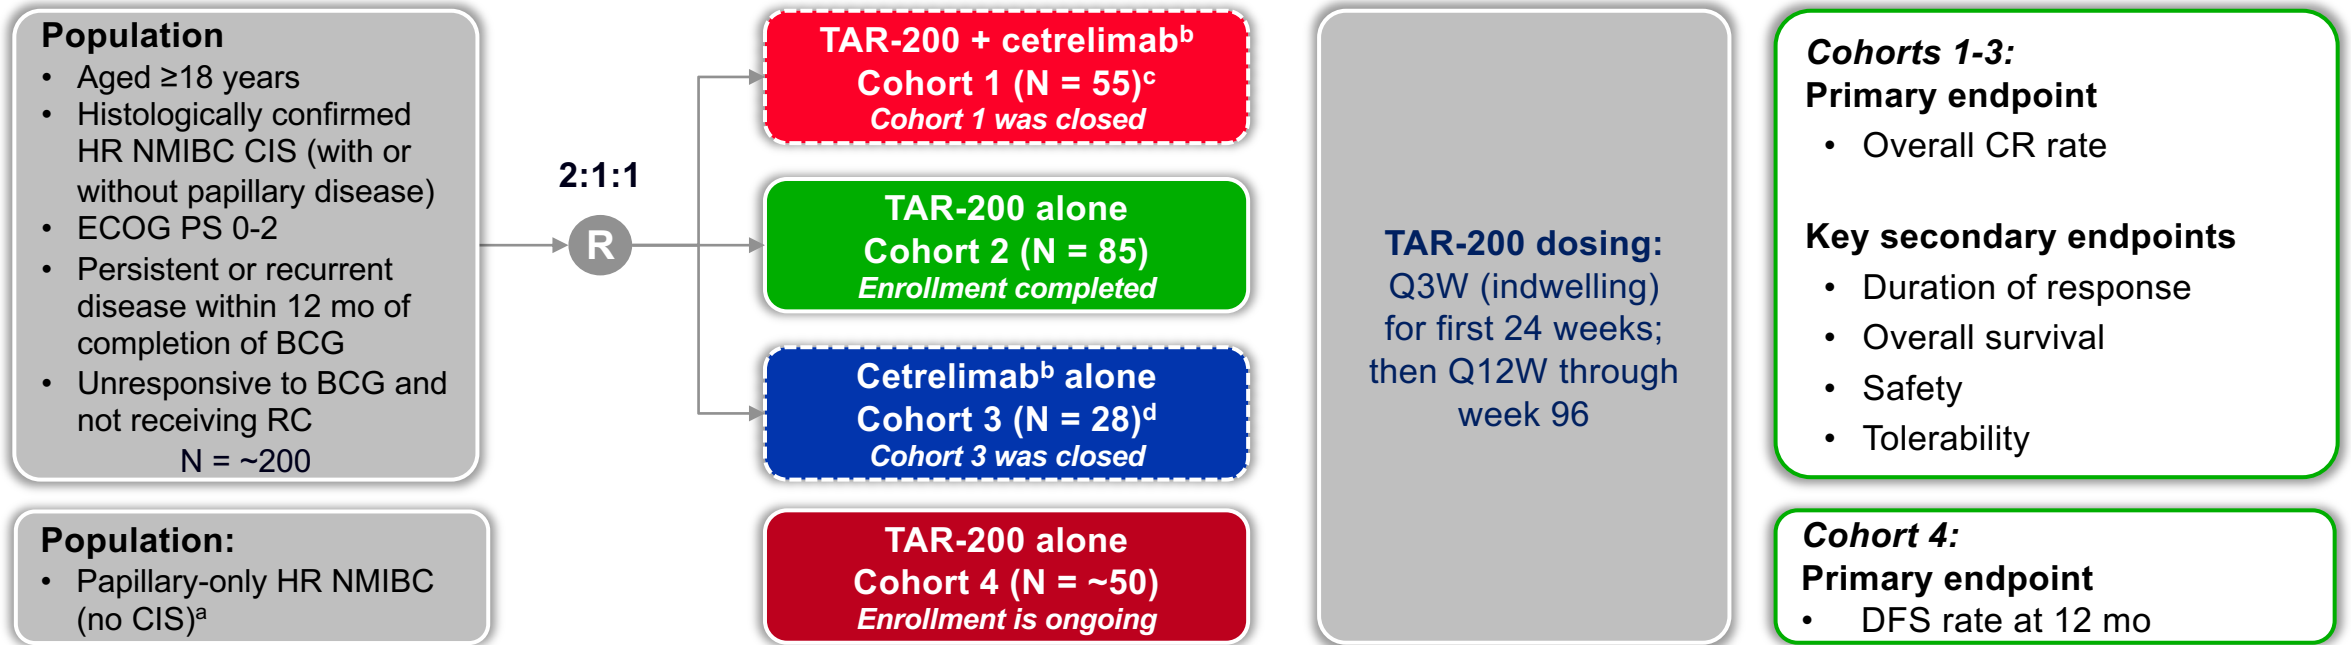 Population
• Aged ≥18 years
• Histologically confirmed
HR NMIBC CIS (with or
without papillary disease)
• ECOG PS 0-2
• Persistent or recurrent
disease within 12 mo of
completion of BCG
• Unresponsive to BCG and
not receiving RC
N = ~200
Population:
• Papillary-only HR NMIBC
(no CIS)ᵃ
2:1:1
R
TAR-200 + cetrelimabᵇ
Cohort 1 (N = 55)ᶜ
Cohort 1 was closed
TAR-200 alone
Cohort 2 (N = 85)
Enrollment completed
Cetrelimabᵇ alone
Cohort 3 (N = 28)ᵈ
Cohort 3 was closed
TAR-200 alone
Cohort 4 (N = ~50)
Enrollment is ongoing
TAR-200 dosing:
Q3W (indwelling)
for first 24 weeks;
then Q12W through
week 96
Cohorts 1-3:
Primary endpoint
• Overall CR rate
Key secondary endpoints
• Duration of response
• Overall survival
• Safety
• Tolerability
Cohort 4:
Primary endpoint
• DFS rate at 12 mo